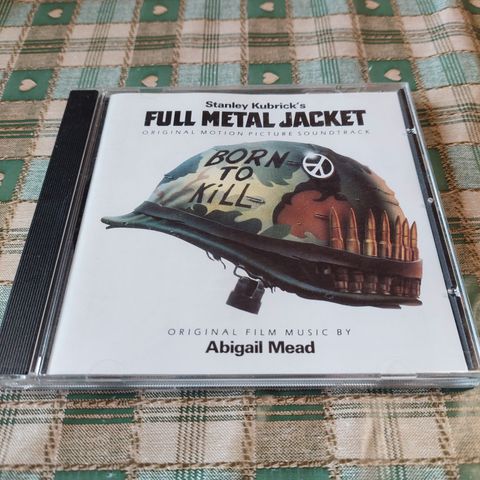 Stanley Kubrick's
FULL METAL JACKET
ORIGINAL MOTION PICTURE SOUNDTRACK
BORN
TO
KiLL
ORIGINAL FILM MUSIC BY
Abigail Mead